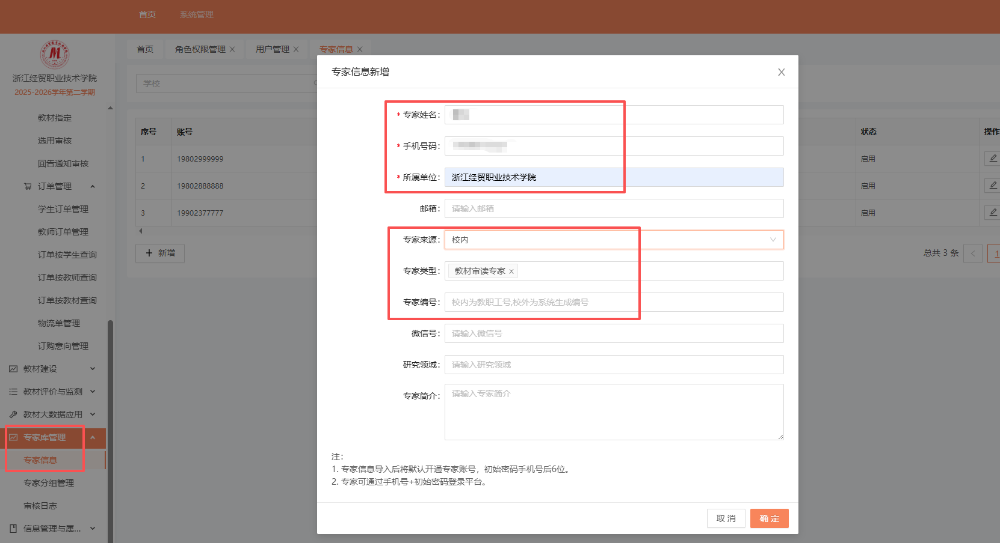 首页
系统管理
浙江经贸职业技术学院
2025-2026学年第二学期
教材指定
选用审核
回告通知审核
订单管理
学生订单管理
教师订单管理
订单按学生查询
订单按教师查询
订单按教材查询
物流单管理
订购意向管理
教材建设
教材评价与监测
教材大数据应用
专家库管理
专家信息
专家分组管理
审核日志
信息管理与属...
首页
角色权限管理
用户管理
专家信息
学校
序号 账号 状态 操作
1 19802999999 启用
2 19802888888 启用
3 19902377777 启用
新增
总共 3 条
1
专家信息新增
* 专家姓名:
* 手机号码:
* 所属单位: 浙江经贸职业技术学院
邮箱: 请输入邮箱
专家来源: 校内
专家类型: 教材审读专家
专家编号: 校内为教职工号,校外为系统生成编号
微信号: 请输入微信号
研究领域: 请输入研究领域
专家简介: 请输入专家简介
注:
1. 专家信息导入后将默认开通专家账号，初始密码手机号后6位。
2. 专家可通过手机号+初始密码登录平台。
取 消
确 定